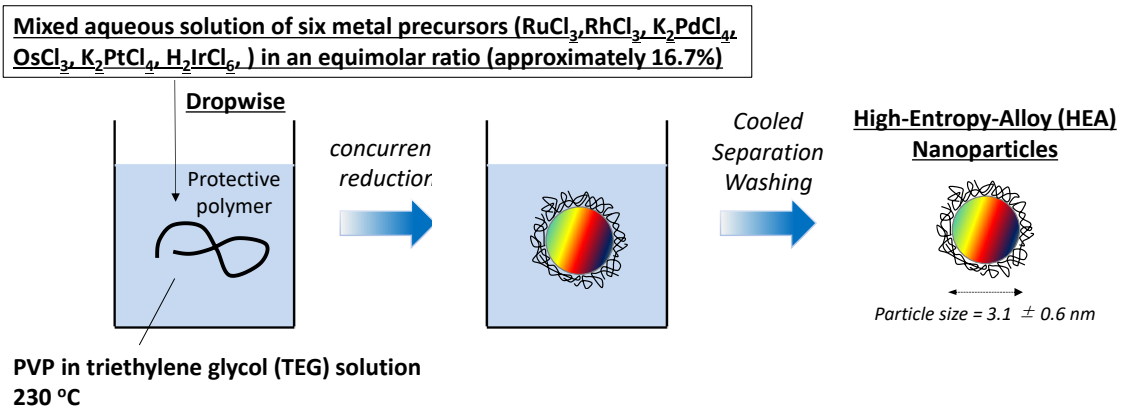 Mixed aqueous solution of six metal precursors (RuCl3,RhCl3, K2PdCl4,
OsCl3, K2PtCl4, H2IrCl6, ) in an equimolar ratio (approximately 16.7%)
Dropwise
Protective
polymer
concurren
reduction
Cooled
Separation
Washing
High-Entropy-Alloy (HEA)
Nanoparticles
Particle size = 3.1 ± 0.6 nm
PVP in triethylene glycol (TEG) solution
230 °C